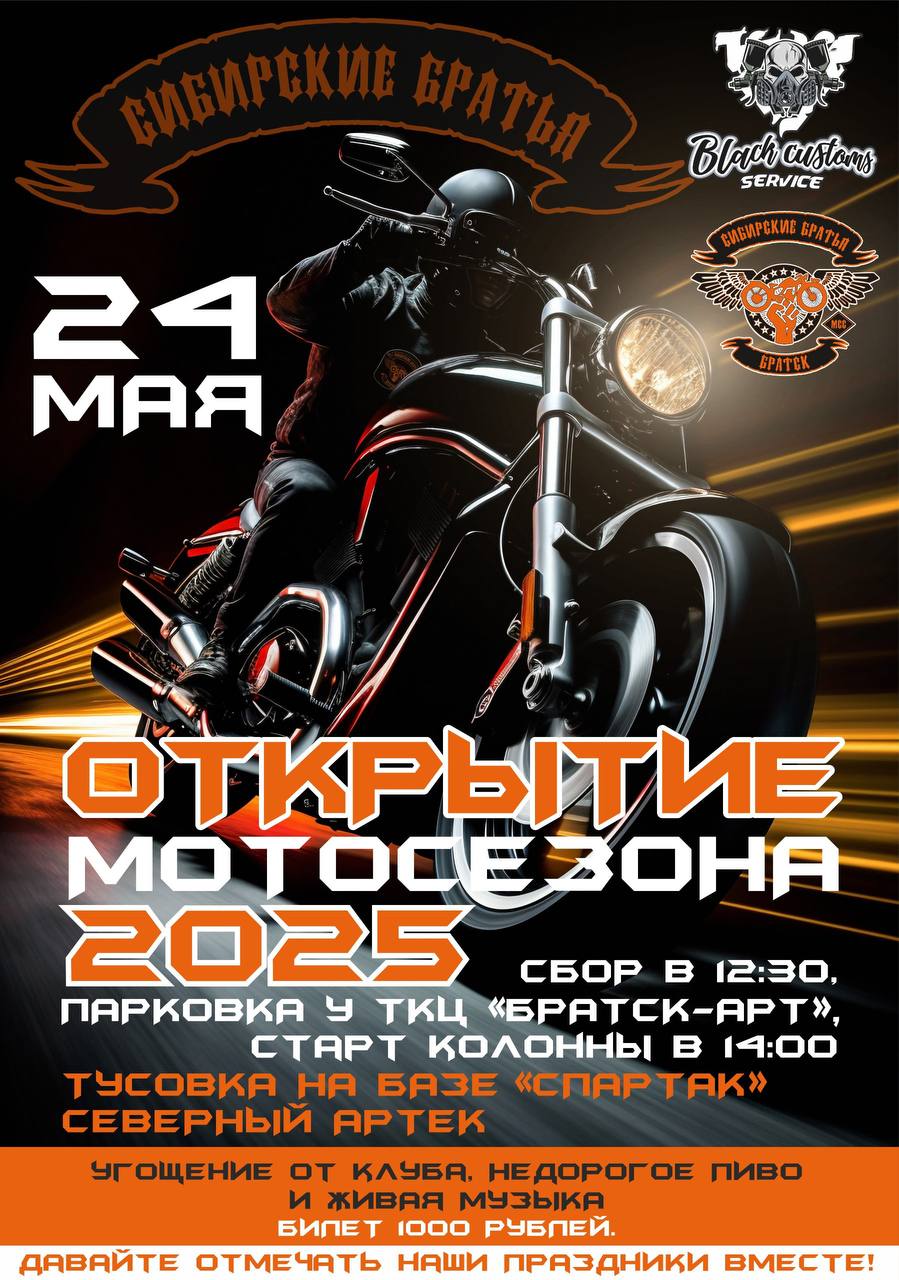 СИБИРСКИЕ БРАТЬЯ
Black customs
SERVICE
СИБИРСКИЕ БРАТЬЯ
МСС
БРАТСК
24
МАЯ
ОТКРЫТИЕ
МОТОСЕЗОНА
2025
СБОР В 12:30,
ПАРКОВКА У ТКЦ «БРАТСК-АРТ»,
СТАРТ КОЛОННЫ В 14:00
ТУСОВКА НА БАЗЕ «СПАРТАК»
СЕВЕРНЫЙ АРТЕК
УГОЩЕНИЕ ОТ КЛУБА, НЕДОРОГОЕ ПИВО
И ЖИВАЯ МУЗЫКА
БИЛЕТ 1000 РУБЛЕЙ.
ДАВАЙТЕ ОТМЕЧАТЬ НАШИ ПРАЗДНИКИ ВМЕСТЕ!